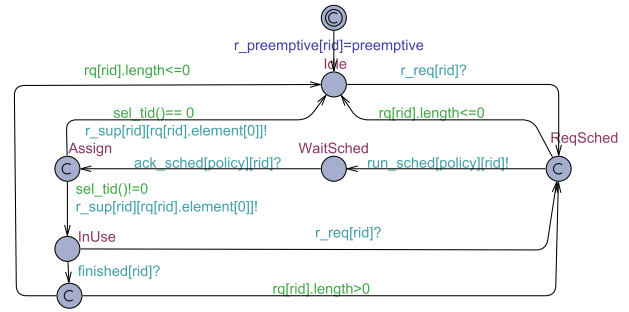 C
r_preemptive[rid]=preemptive
Idle
rq[rid].length<=0
r_req[rid]?
sel_tid()== 0
rq[rid].length<=0
r_sup[rid][rq[rid].element[0]]!
ReqSched
Assign
WaitSched
ack_sched[policy][rid]?
run_sched[policy][rid]!
C
C
sel_tid()!=0
r_sup[rid][rq[rid].element[0]]!
InUse
r_req[rid]?
finished[rid]?
C
rq[rid].length>0